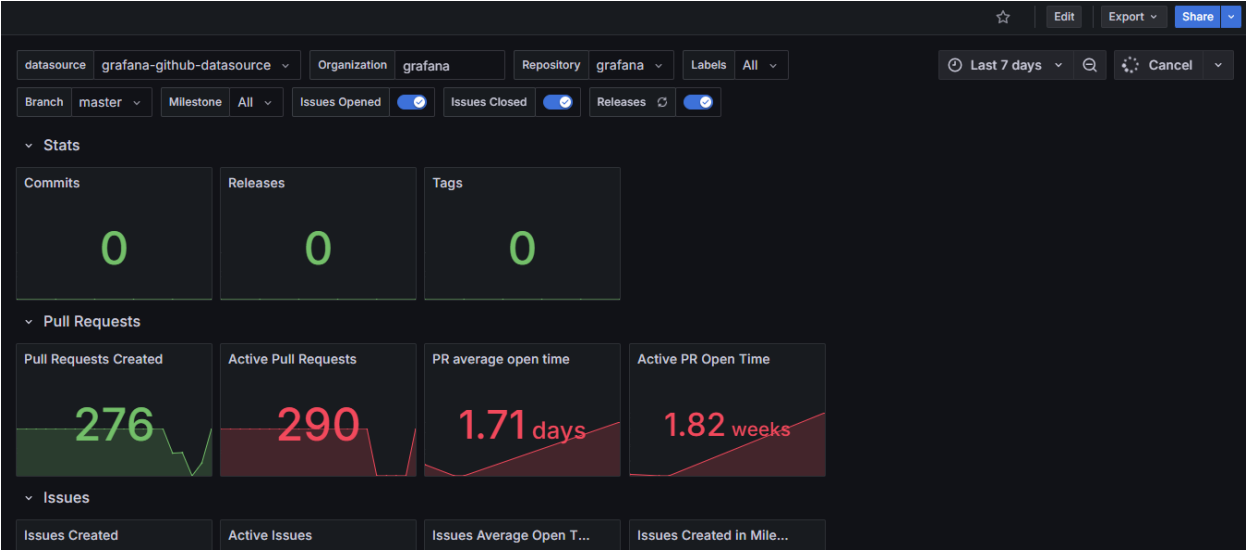 Edit Export Share
datasource grafana-github-datasource Organization grafana Repository grafana Labels All Last 7 days Cancel
Branch master Milestone All Issues Opened Issues Closed Releases
Stats
Commits Releases Tags
0 0 0
Pull Requests
Pull Requests Created Active Pull Requests PR average open time Active PR Open Time
276 290 1.71 days 1.82 weeks
Issues
Issues Created Active Issues Issues Average Open T... Issues Created in Mile...